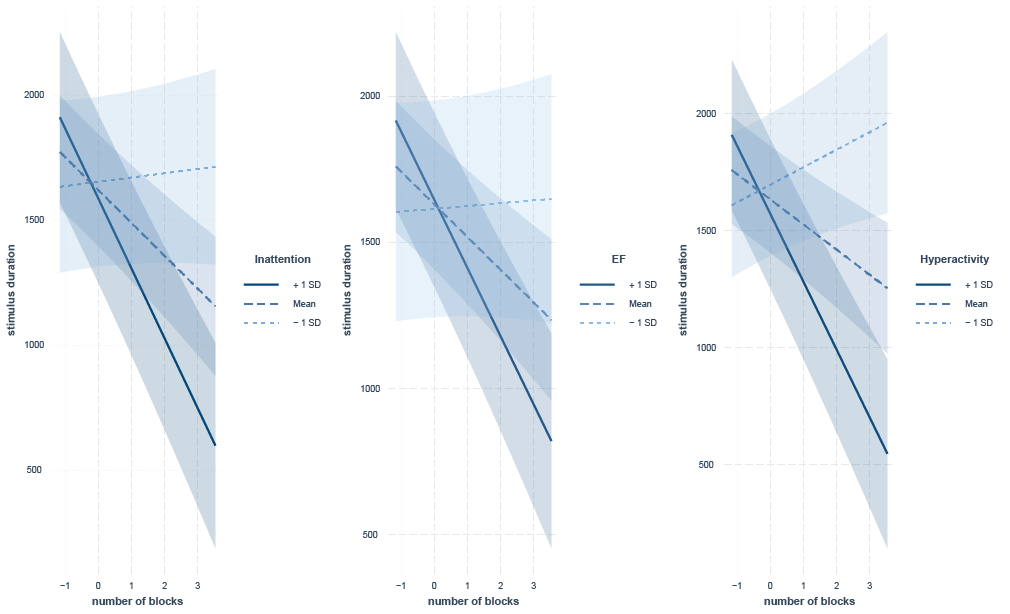 stimulus duration
2000
1500
1000
500
−1 0 1 2 3
number of blocks
Inattention
+ 1 SD
Mean
− 1 SD
stimulus duration
2000
1500
1000
500
−1 0 1 2 3
number of blocks
EF
+ 1 SD
Mean
− 1 SD
stimulus duration
2000
1500
1000
500
−1 0 1 2 3
number of blocks
Hyperactivity
+ 1 SD
Mean
− 1 SD